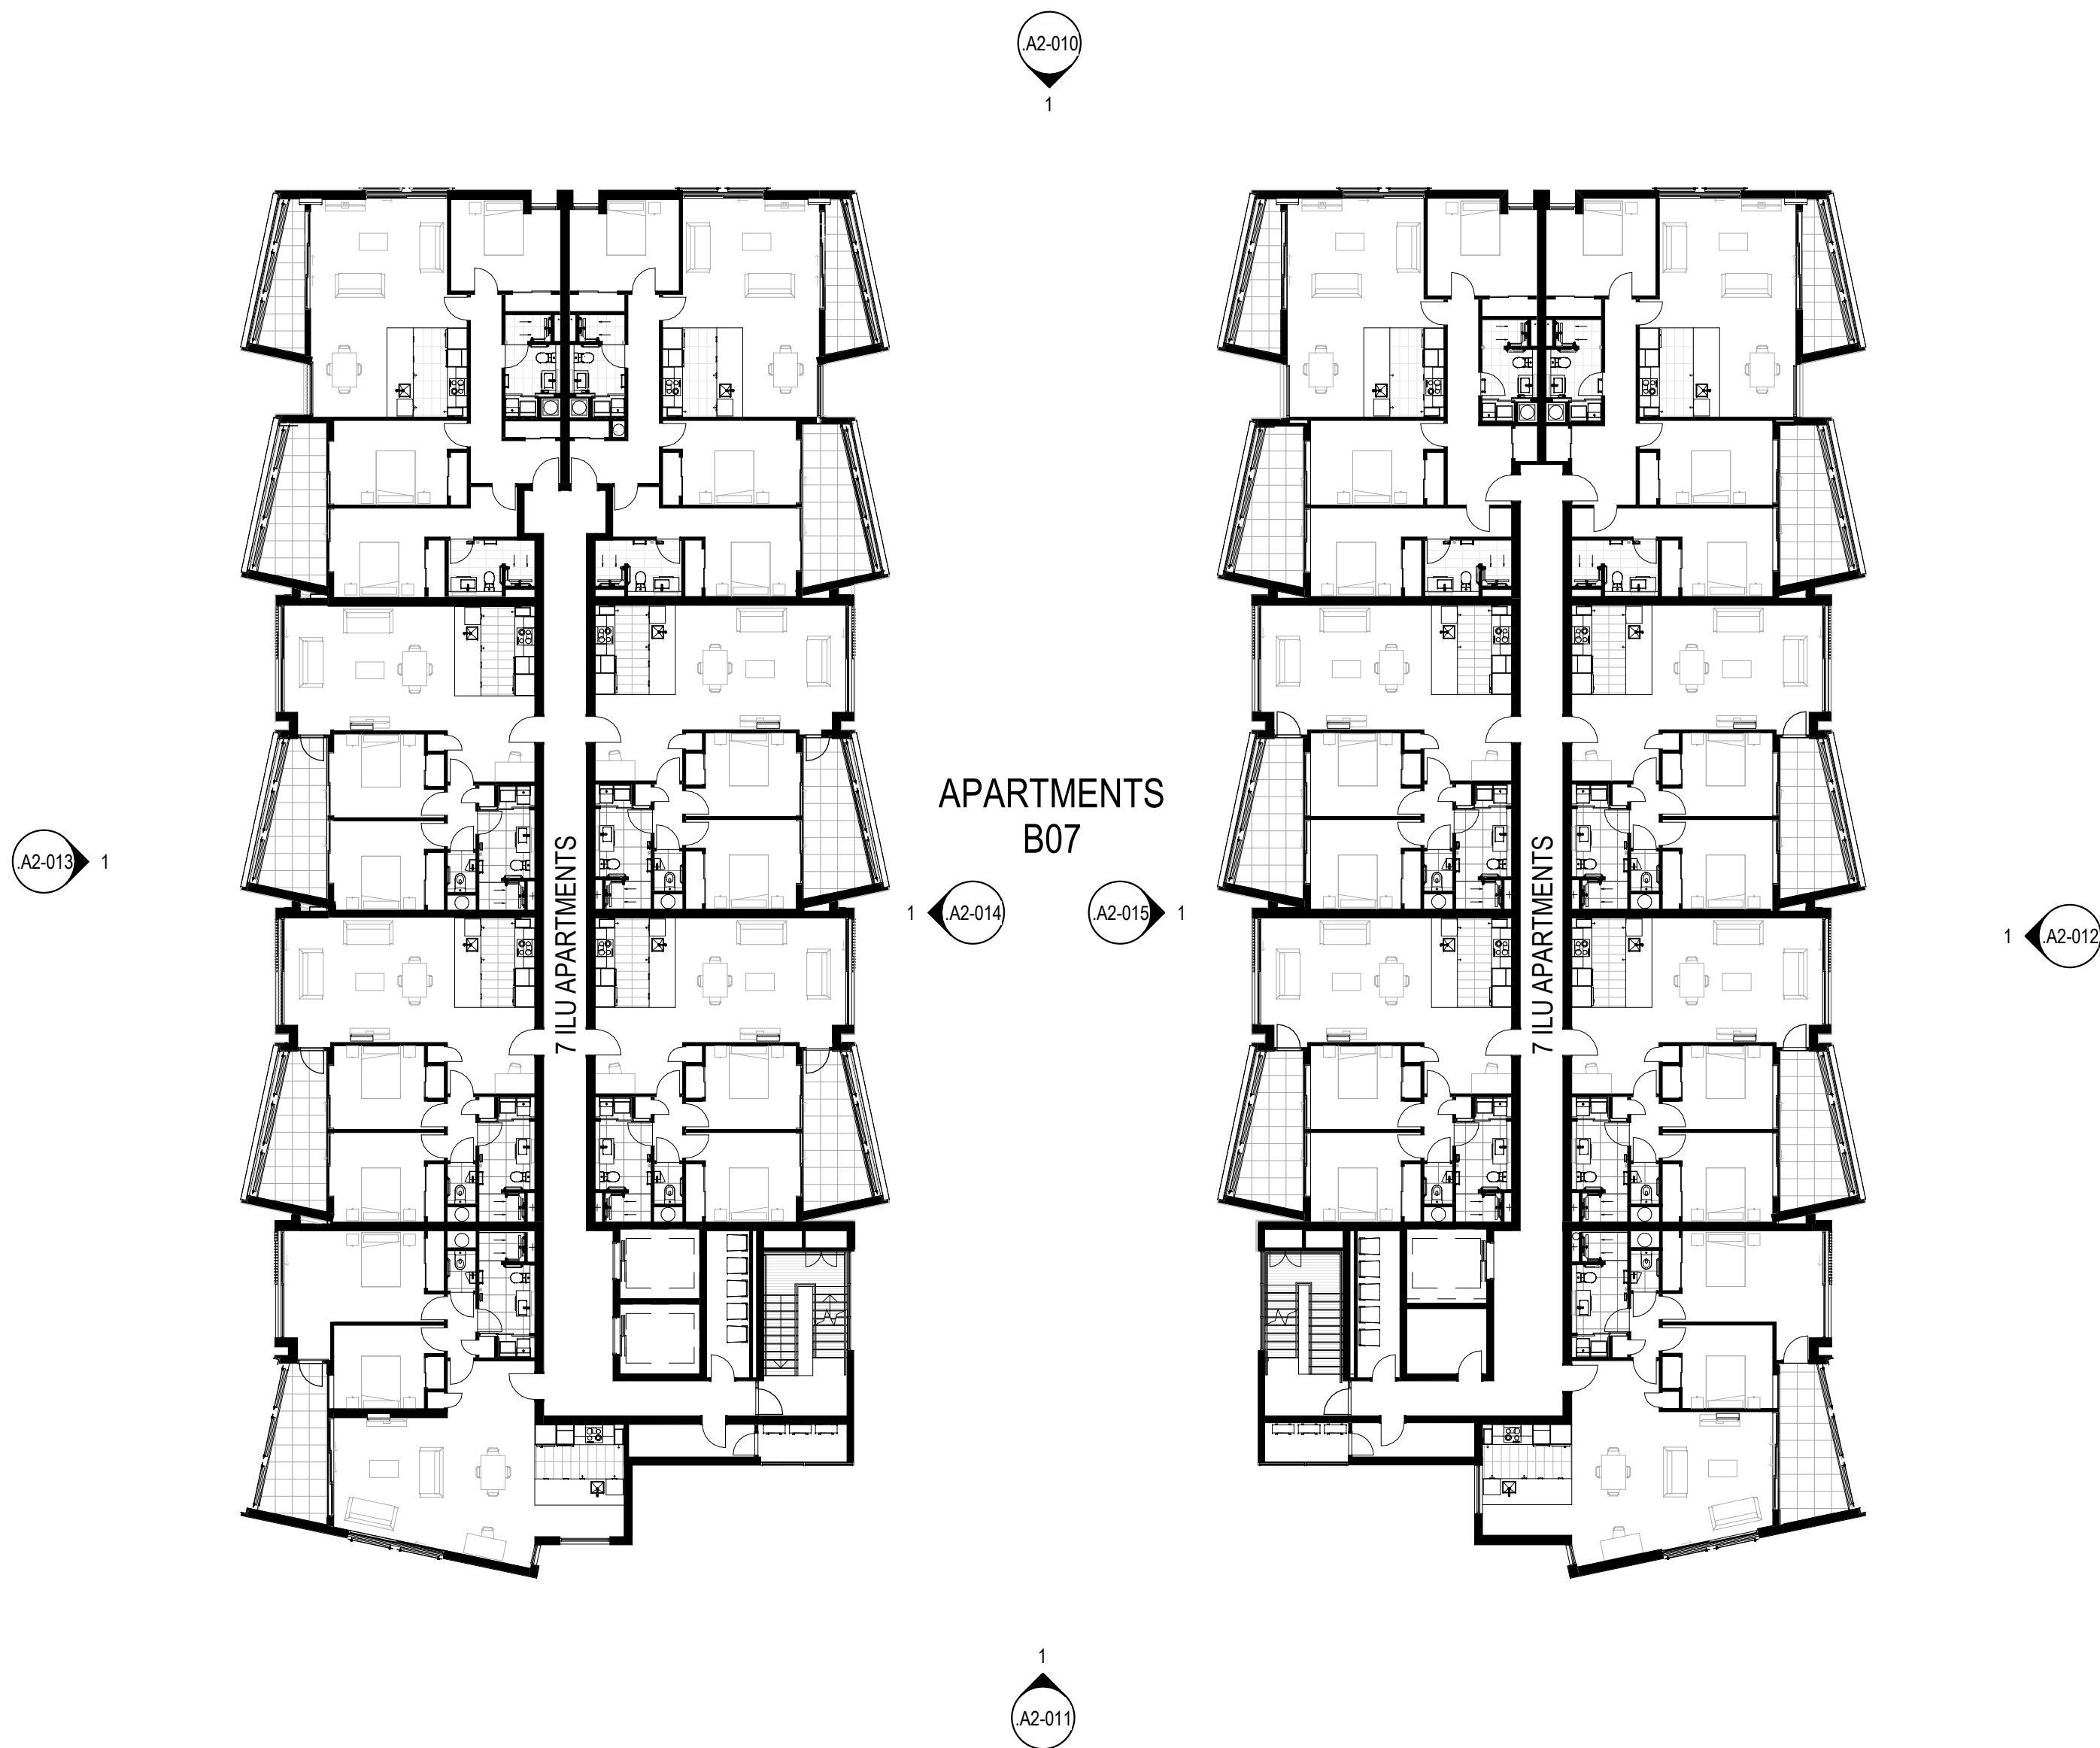 .A2-010
1
APARTMENTS
B07
.A2-013
1
7 ILU APARTMENTS
7 ILU APARTMENTS
1
.A2-014
.A2-015
1
1
.A2-012
1
.A2-011